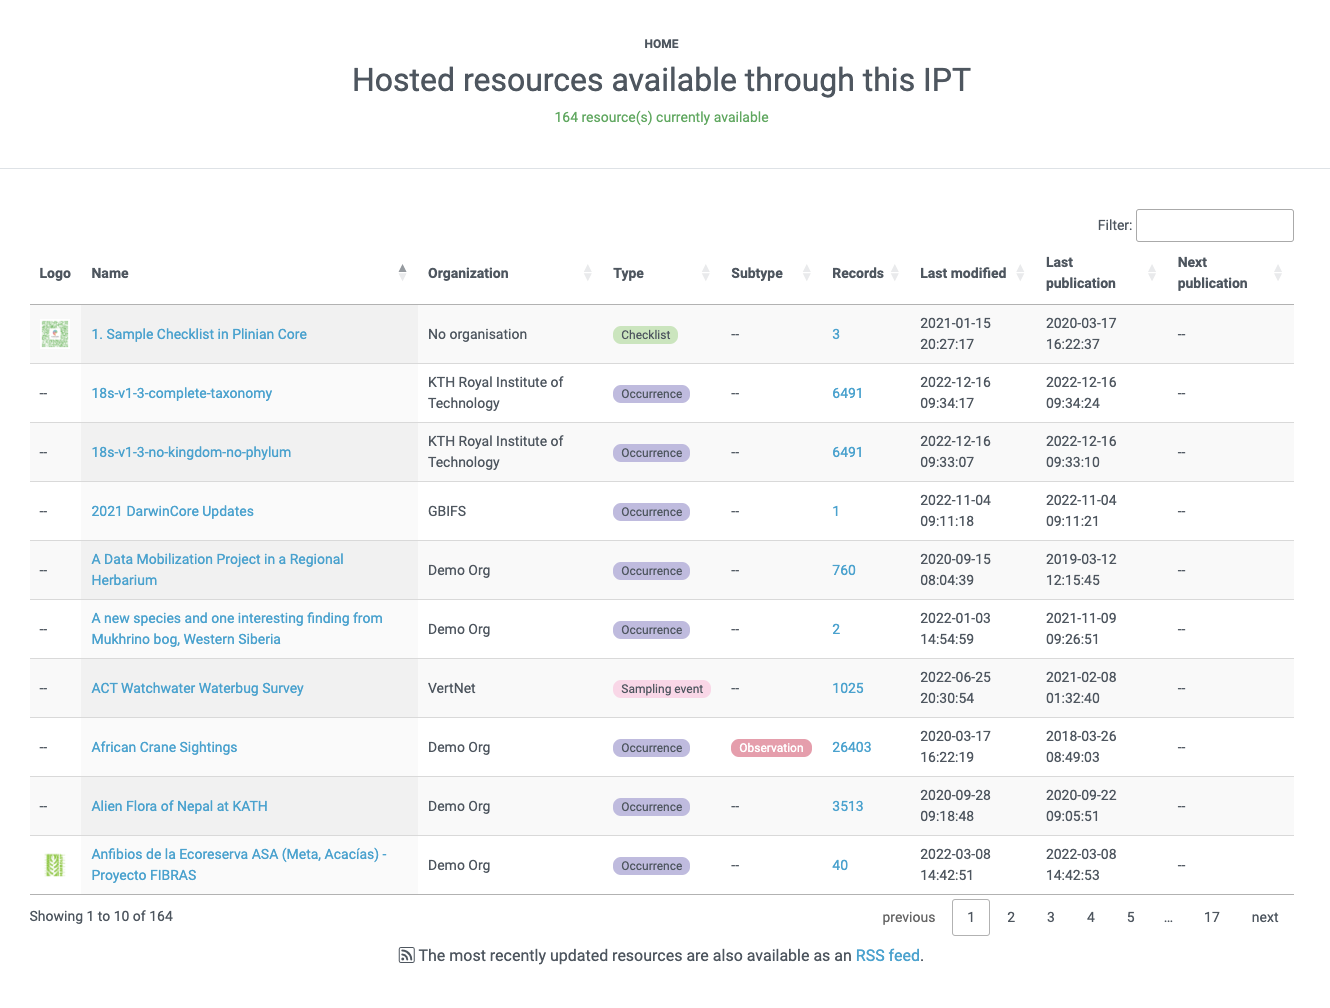 HOME
Hosted resources available through this IPT
164 resource(s) currently available
Filter:
Logo Name Organization Type Subtype Records Last modified Last publication Next publication
1. Sample Checklist in Plinian Core No organisation Checklist -- 3 2021-01-15 20:27:17 2020-03-17 16:22:37 --
-- 18s-v1-3-complete-taxonomy KTH Royal Institute of Technology Occurrence -- 6491 2022-12-16 09:34:17 2022-12-16 09:34:24 --
-- 18s-v1-3-no-kingdom-no-phylum KTH Royal Institute of Technology Occurrence -- 6491 2022-12-16 09:33:07 2022-12-16 09:33:10 --
-- 2021 DarwinCore Updates GBIFS Occurrence -- 1 2022-11-04 09:11:18 2022-11-04 09:11:21 --
-- A Data Mobilization Project in a Regional Herbarium Demo Org Occurrence -- 760 2020-09-15 08:04:39 2019-03-12 12:15:45 --
-- A new species and one interesting finding from Mukhrino bog, Western Siberia Demo Org Occurrence -- 2 2022-01-03 14:54:59 2021-11-09 09:26:51 --
-- ACT Watchwater Waterbug Survey VertNet Sampling event -- 1025 2022-06-25 20:30:54 2021-02-08 01:32:40 --
-- African Crane Sightings Demo Org Occurrence Observation 26403 2020-03-17 16:22:19 2018-03-26 08:49:03 --
-- Alien Flora of Nepal at KATH Demo Org Occurrence -- 3513 2020-09-28 09:18:48 2020-09-22 09:05:51 --
Anfibios de la Ecoreserva ASA (Meta, Acacías) - Proyecto FIBRAS Demo Org Occurrence -- 40 2022-03-08 14:42:51 2022-03-08 14:42:53 --
Showing 1 to 10 of 164 previous 1 2 3 4 5 ... 17 next
The most recently updated resources are also available as an RSS feed.